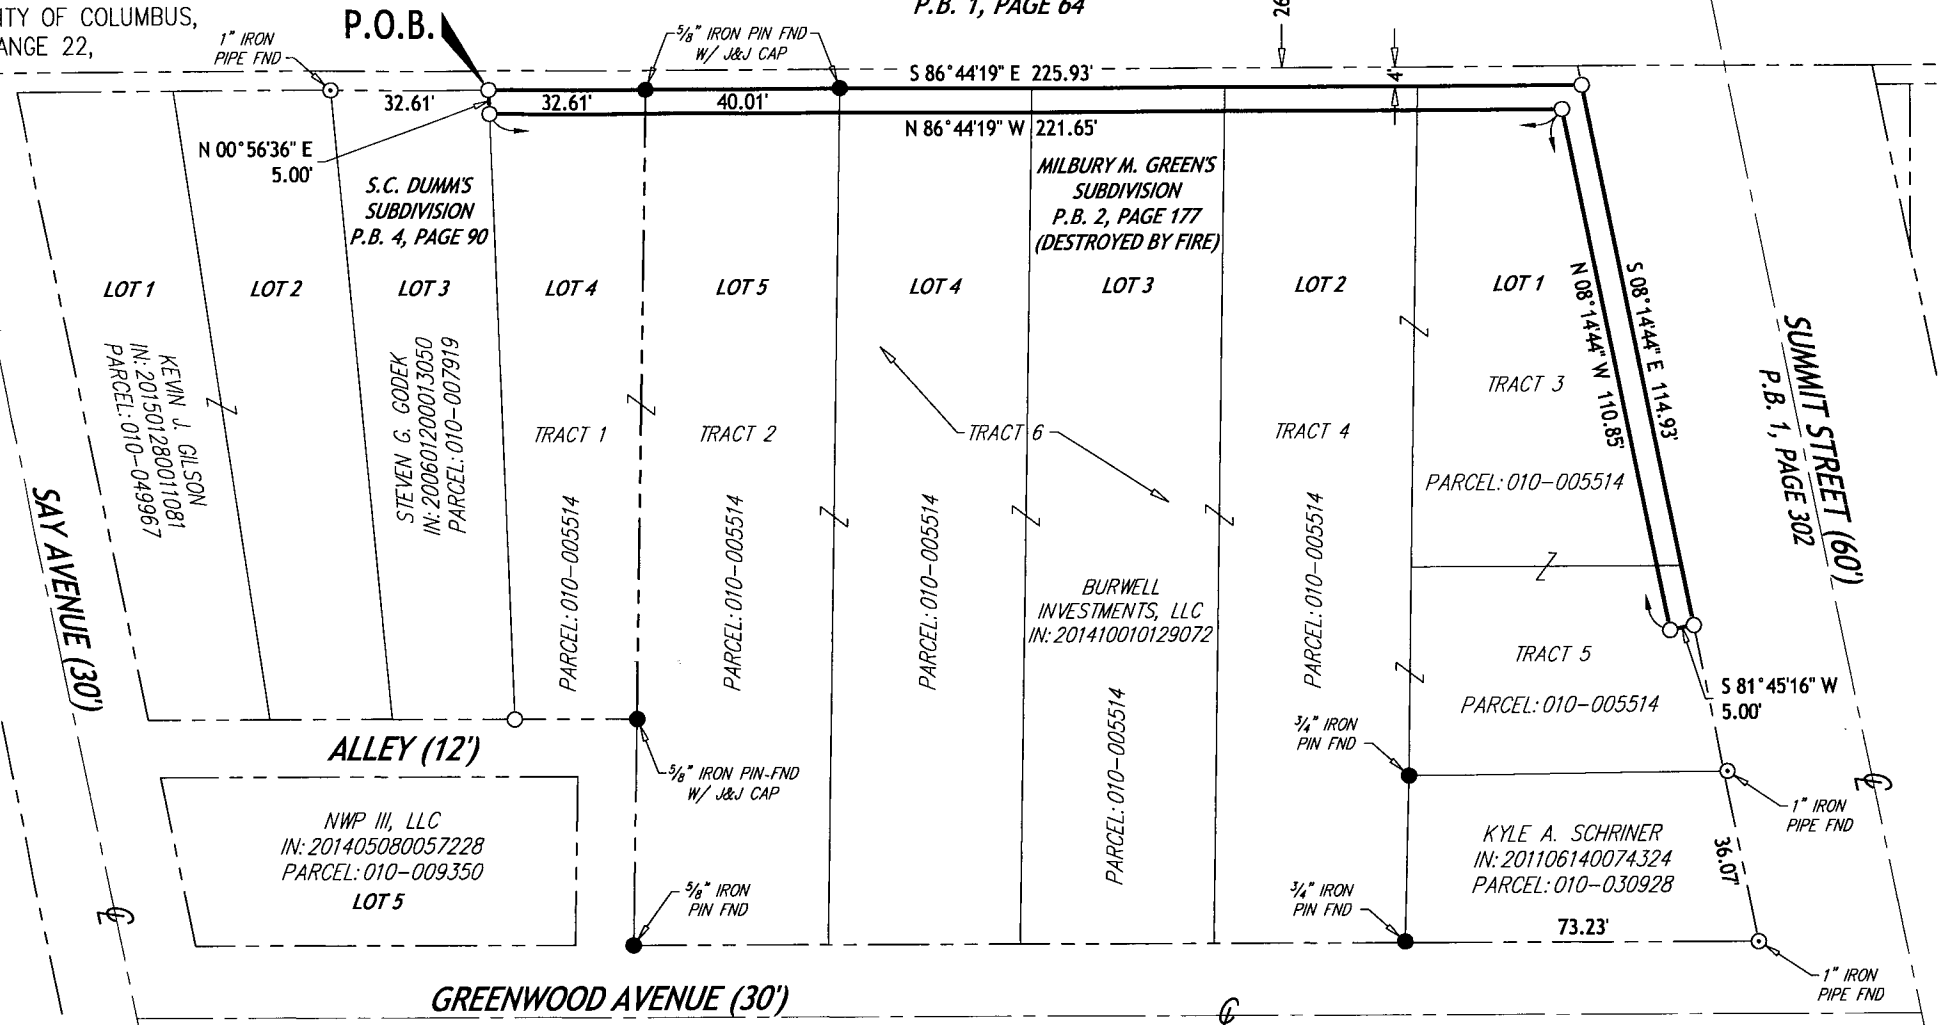 ITY OF COLUMBUS,
ANGE 22,
P.O.B.
1" IRON
PIPE FND
5/8" IRON PIN FND
W/ J&J CAP
P.B. 1, PAGE 64
26
4'
S 86°44'19" E 225.93'
32.61'
32.61'
40.01'
N 86°44'19" W 221.65'
N 00°56'36" E
5.00'
S.C. DUMM'S
SUBDIVISION
P.B. 4, PAGE 90
MILBURY M. GREEN'S
SUBDIVISION
P.B. 2, PAGE 177
(DESTROYED BY FIRE)
LOT 1
LOT 2
LOT 3
LOT 4
LOT 5
LOT 4
LOT 3
LOT 2
LOT 1
N 08°14'44" W 110.85'
S 08°14'44" E 114.93'
SUMMIT STREET (60')
P.B. 1, PAGE 302
KEVIN J. GILSON
IN: 201501280011081
PARCEL: 010-049967
STEVEN G. GODEK
IN: 200601200013050
PARCEL: 010-007919
TRACT 1
TRACT 2
TRACT 6
TRACT 4
TRACT 3
PARCEL: 010-005514
PARCEL: 010-005514
PARCEL: 010-005514
PARCEL: 010-005514
PARCEL: 010-005514
PARCEL: 010-005514
BURWELL
INVESTMENTS, LLC
IN: 201410010129072
TRACT 5
PARCEL: 010-005514
S 81°45'16" W
5.00'
SAY AVENUE (30')
ALLEY (12')
5/8" IRON PIN-FND
W/ J&J CAP
3/4" IRON
PIN FND
1" IRON
PIPE FND
NWP III, LLC
IN: 201405080057228
PARCEL: 010-009350
LOT 5
KYLE A. SCHRINER
IN: 201106140074324
PARCEL: 010-030928
36.07'
5/8" IRON
PIN FND
3/4" IRON
PIN FND
73.23'
1" IRON
PIPE FND
GREENWOOD AVENUE (30')